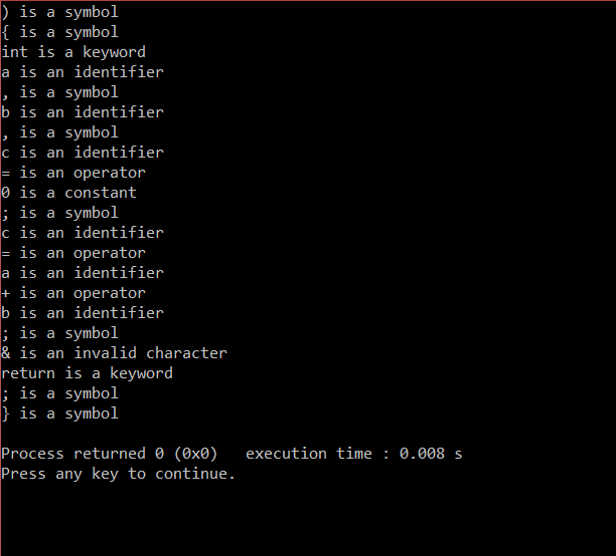 ) is a symbol
{ is a symbol
int is a keyword
a is an identifier
, is a symbol
b is an identifier
, is a symbol
c is an identifier
= is an operator
0 is a constant
; is a symbol
c is an identifier
= is an operator
a is an identifier
+ is an operator
b is an identifier
; is a symbol
& is an invalid character
return is a keyword
; is a symbol
} is a symbol
Process returned 0 (0x0)   execution time : 0.008 s
Press any key to continue.